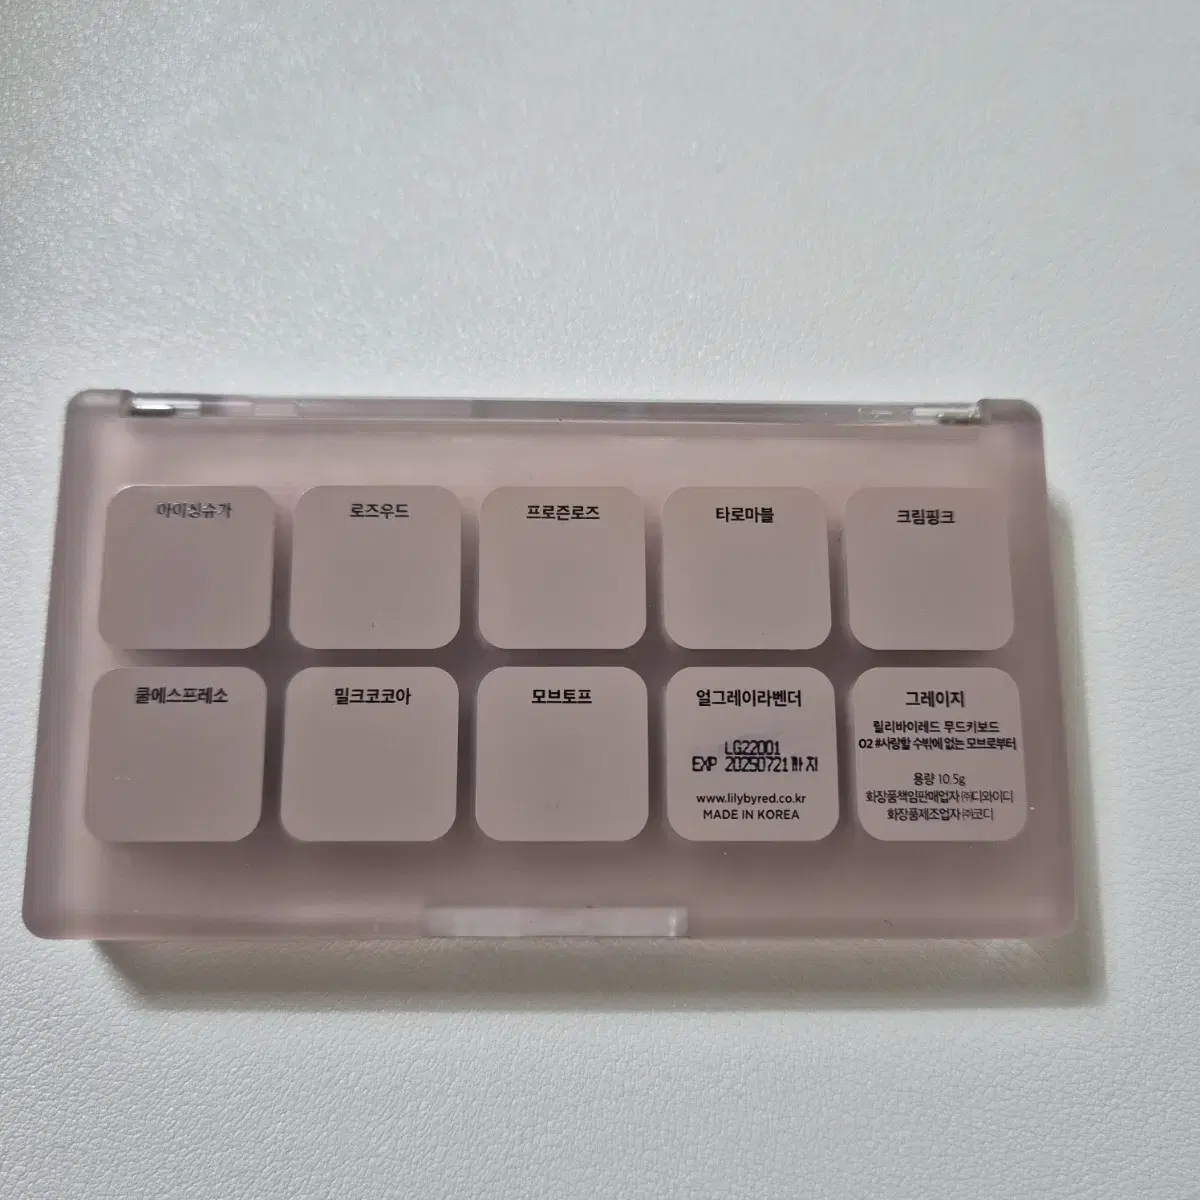 아이싱슈가
로즈우드
프로즌로즈
타로마블
크림핑크
쿨에스프레소
밀크코코아
모브토프
얼그레이라벤더
LG22001
EXP 20250721까지
www.lilybyred.co.kr
MADE IN KOREA
그레이지
릴리바이레드 무드키보드
02 #사랑할 수밖에 없는 모브로부터
용량 10.5g
화장품책임판매업자 ㈜디와이디
화장품제조업자 ㈜코디